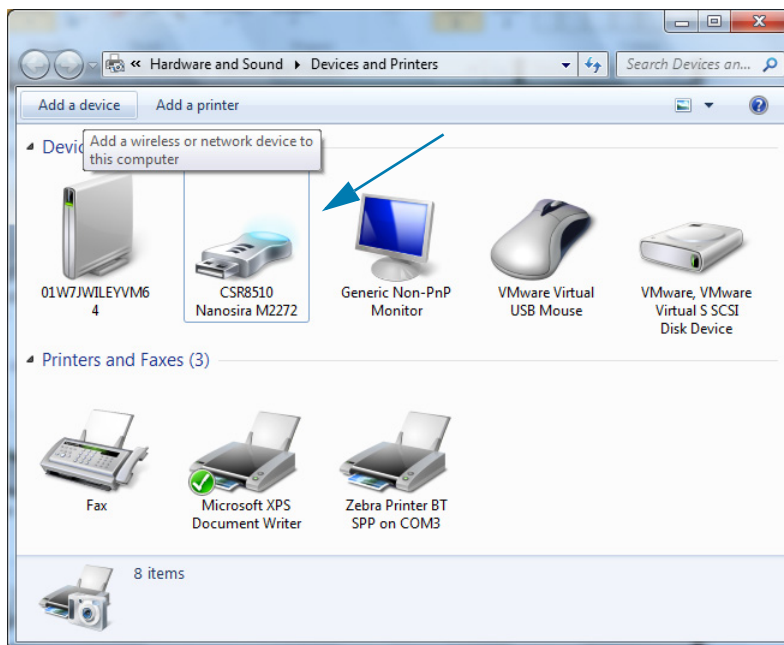 « Hardware and Sound ▸ Devices and Printers
Search Devices an...
Add a device
Add a printer
Devic
Add a wireless or network device to
this computer
01W7JWILEYVM6
4
CSR8510
Nanosira M2272
Generic Non-PnP
Monitor
VMware Virtual
USB Mouse
VMware, VMware
Virtual S SCSI
Disk Device
Printers and Faxes (3)
Fax
Microsoft XPS
Document Writer
Zebra Printer BT
SPP on COM3
8 items